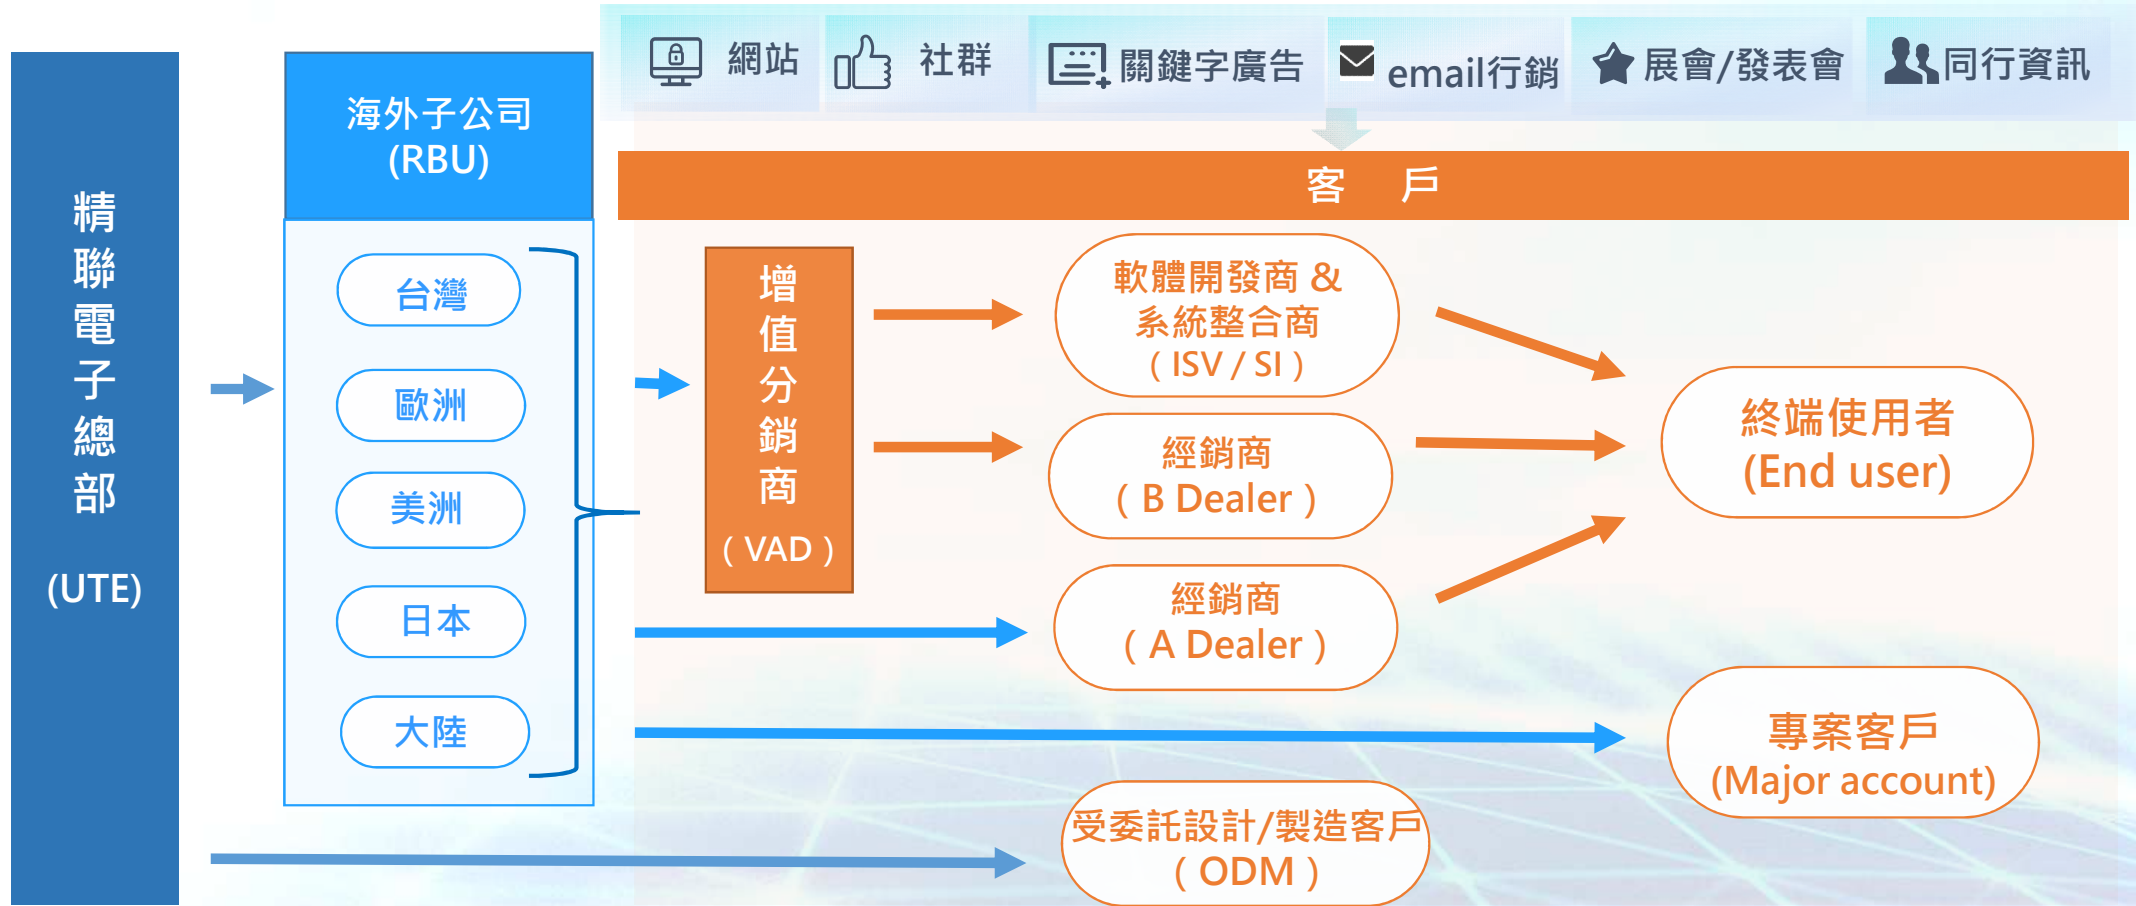 網站
社群
關鍵字廣告
email行銷
展會/發表會
同行資訊
精聯電子總部
(UTE)
海外子公司
(RBU)
台灣
歐洲
美洲
日本
大陸
客 戶
增值分銷商
( VAD )
軟體開發商 &
系統整合商
( ISV / SI )
經銷商
( B Dealer )
經銷商
( A Dealer )
受委託設計/製造客戶
( ODM )
終端使用者
(End user)
專案客戶
(Major account)